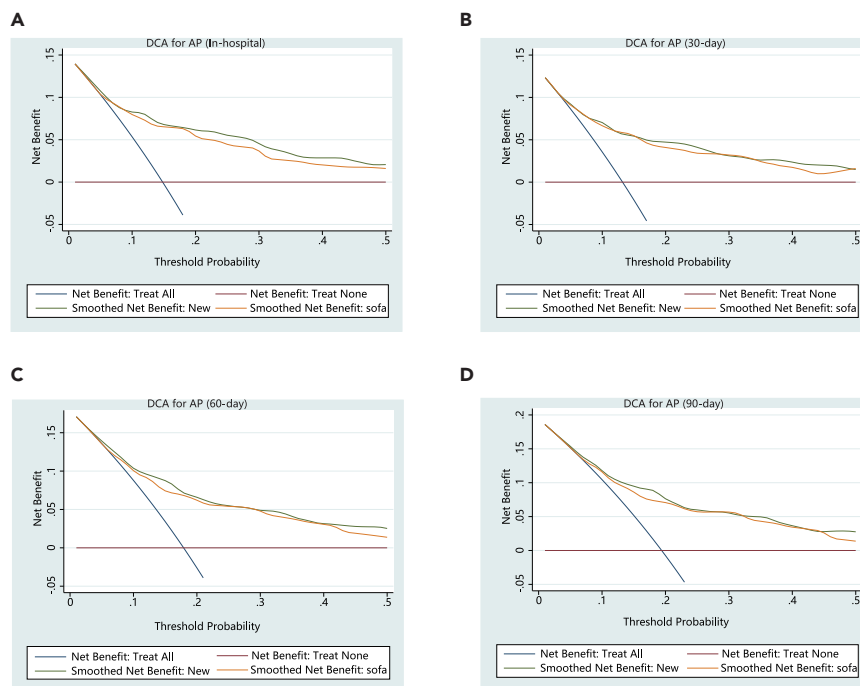 A
DCA for AP (In-hospital)
.15
.1
.05
0
-.05
Net Benefit
0 .1 .2 .3 .4 .5
Threshold Probability
Net Benefit: Treat All Net Benefit: Treat None
Smoothed Net Benefit: New Smoothed Net Benefit: sofa
B
DCA for AP (30-day)
.15
.1
.05
0
-.05
Net Benefit
0 .1 .2 .3 .4 .5
Threshold Probability
Net Benefit: Treat All Net Benefit: Treat None
Smoothed Net Benefit: New Smoothed Net Benefit: sofa
C
DCA for AP (60-day)
.15
.1
.05
0
-.05
Net Benefit
0 .1 .2 .3 .4 .5
Threshold Probability
Net Benefit: Treat All Net Benefit: Treat None
Smoothed Net Benefit: New Smoothed Net Benefit: sofa
D
DCA for AP (90-day)
.2
.15
.1
.05
0
-.05
Net Benefit
0 .1 .2 .3 .4 .5
Threshold Probability
Net Benefit: Treat All Net Benefit: Treat None
Smoothed Net Benefit: New Smoothed Net Benefit: sofa